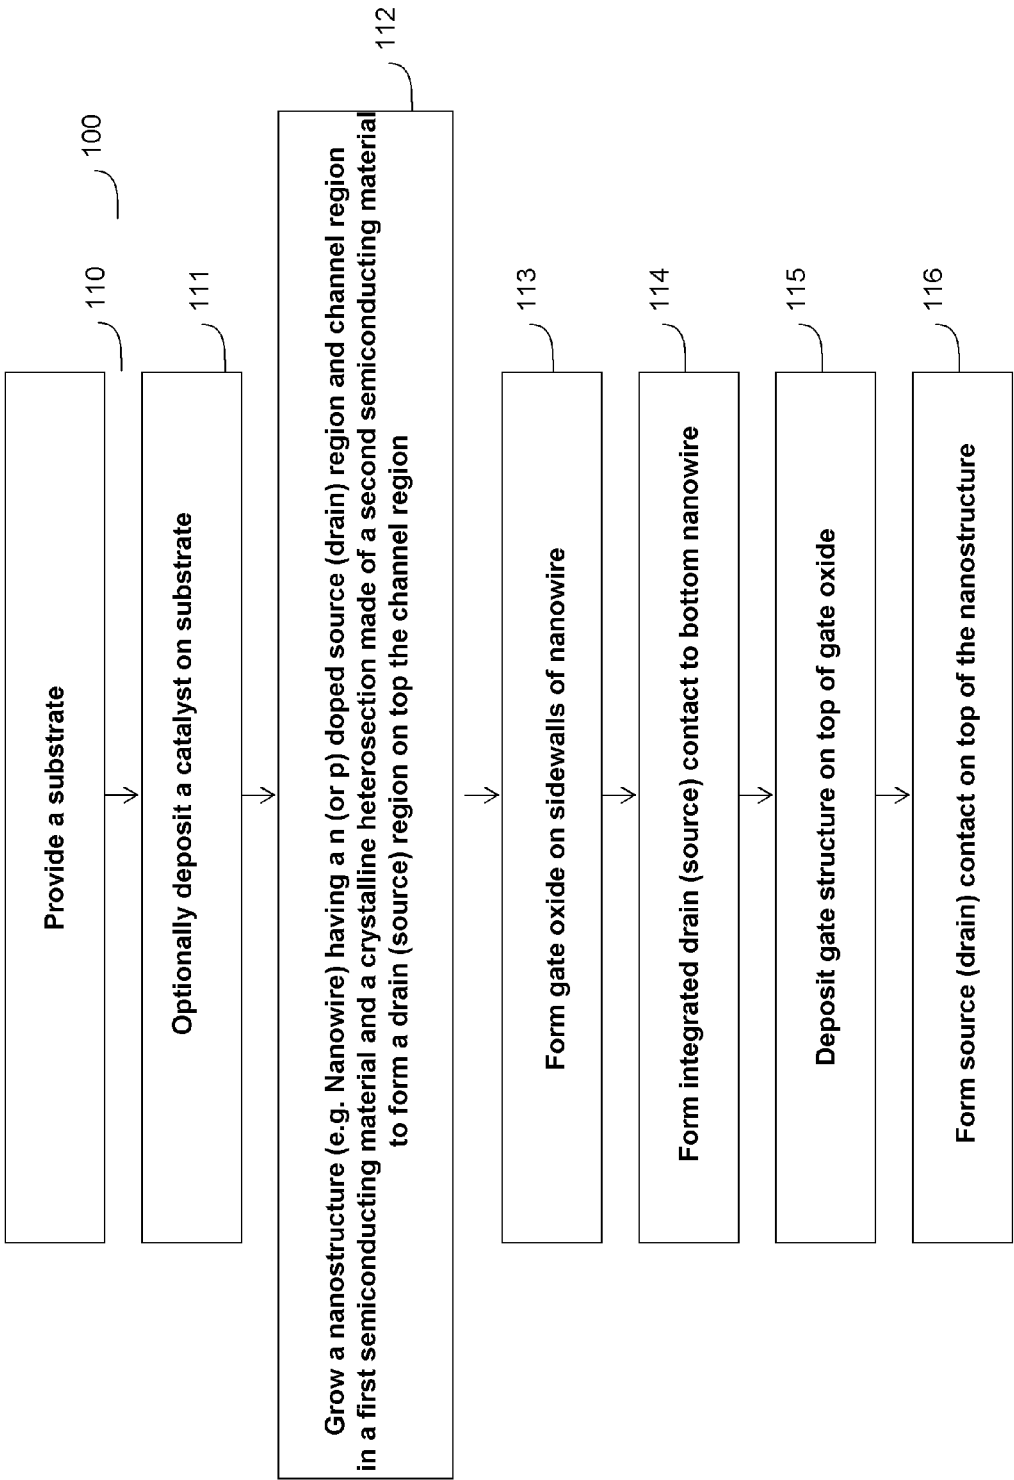 100
110
Provide a substrate
111
Optionally deposit a catalyst on substrate
112
Grow a nanostructure (e.g. Nanowire) having a n (or p) doped source (drain) region and channel region
in a first semiconducting material and a crystalline heterosection made of a second semiconducting material
to form a drain (source) region on top the channel region
113
Form gate oxide on sidewalls of nanowire
114
Form integrated drain (source) contact to bottom nanowire
115
Deposit gate structure on top of gate oxide
116
Form source (drain) contact on top of the nanostructure